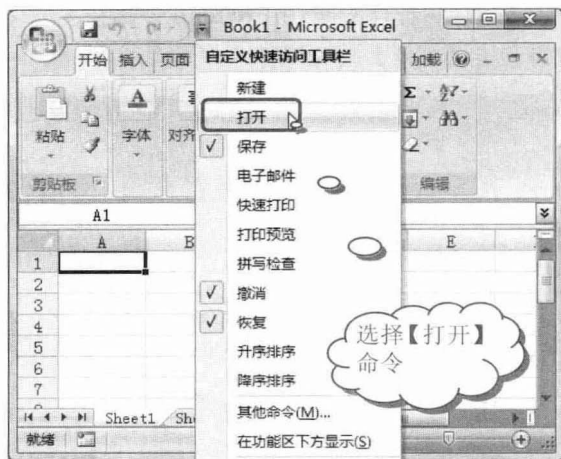 Book1 - Microsoft Excel
开始 插入 页面
加载
自定义快速访问工具栏
新建
打开
保存
电子邮件
快速打印
打印预览
拼写检查
撤消
恢复
升序排序
降序排序
其他命令(M)...
在功能区下方显示(S)
粘贴
字体
对齐
剪贴板
编辑
A1
A B E
1
2
3
4
5
6
7
选择【打开】
命令
Sheet1 Sh
就绪